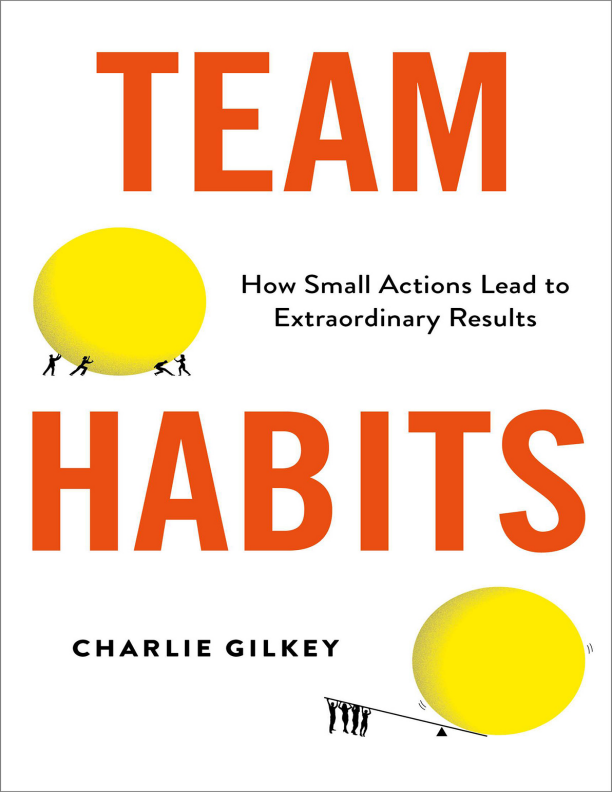 TEAM
How Small Actions Lead to
Extraordinary Results
HABITS
CHARLIE GILKEY